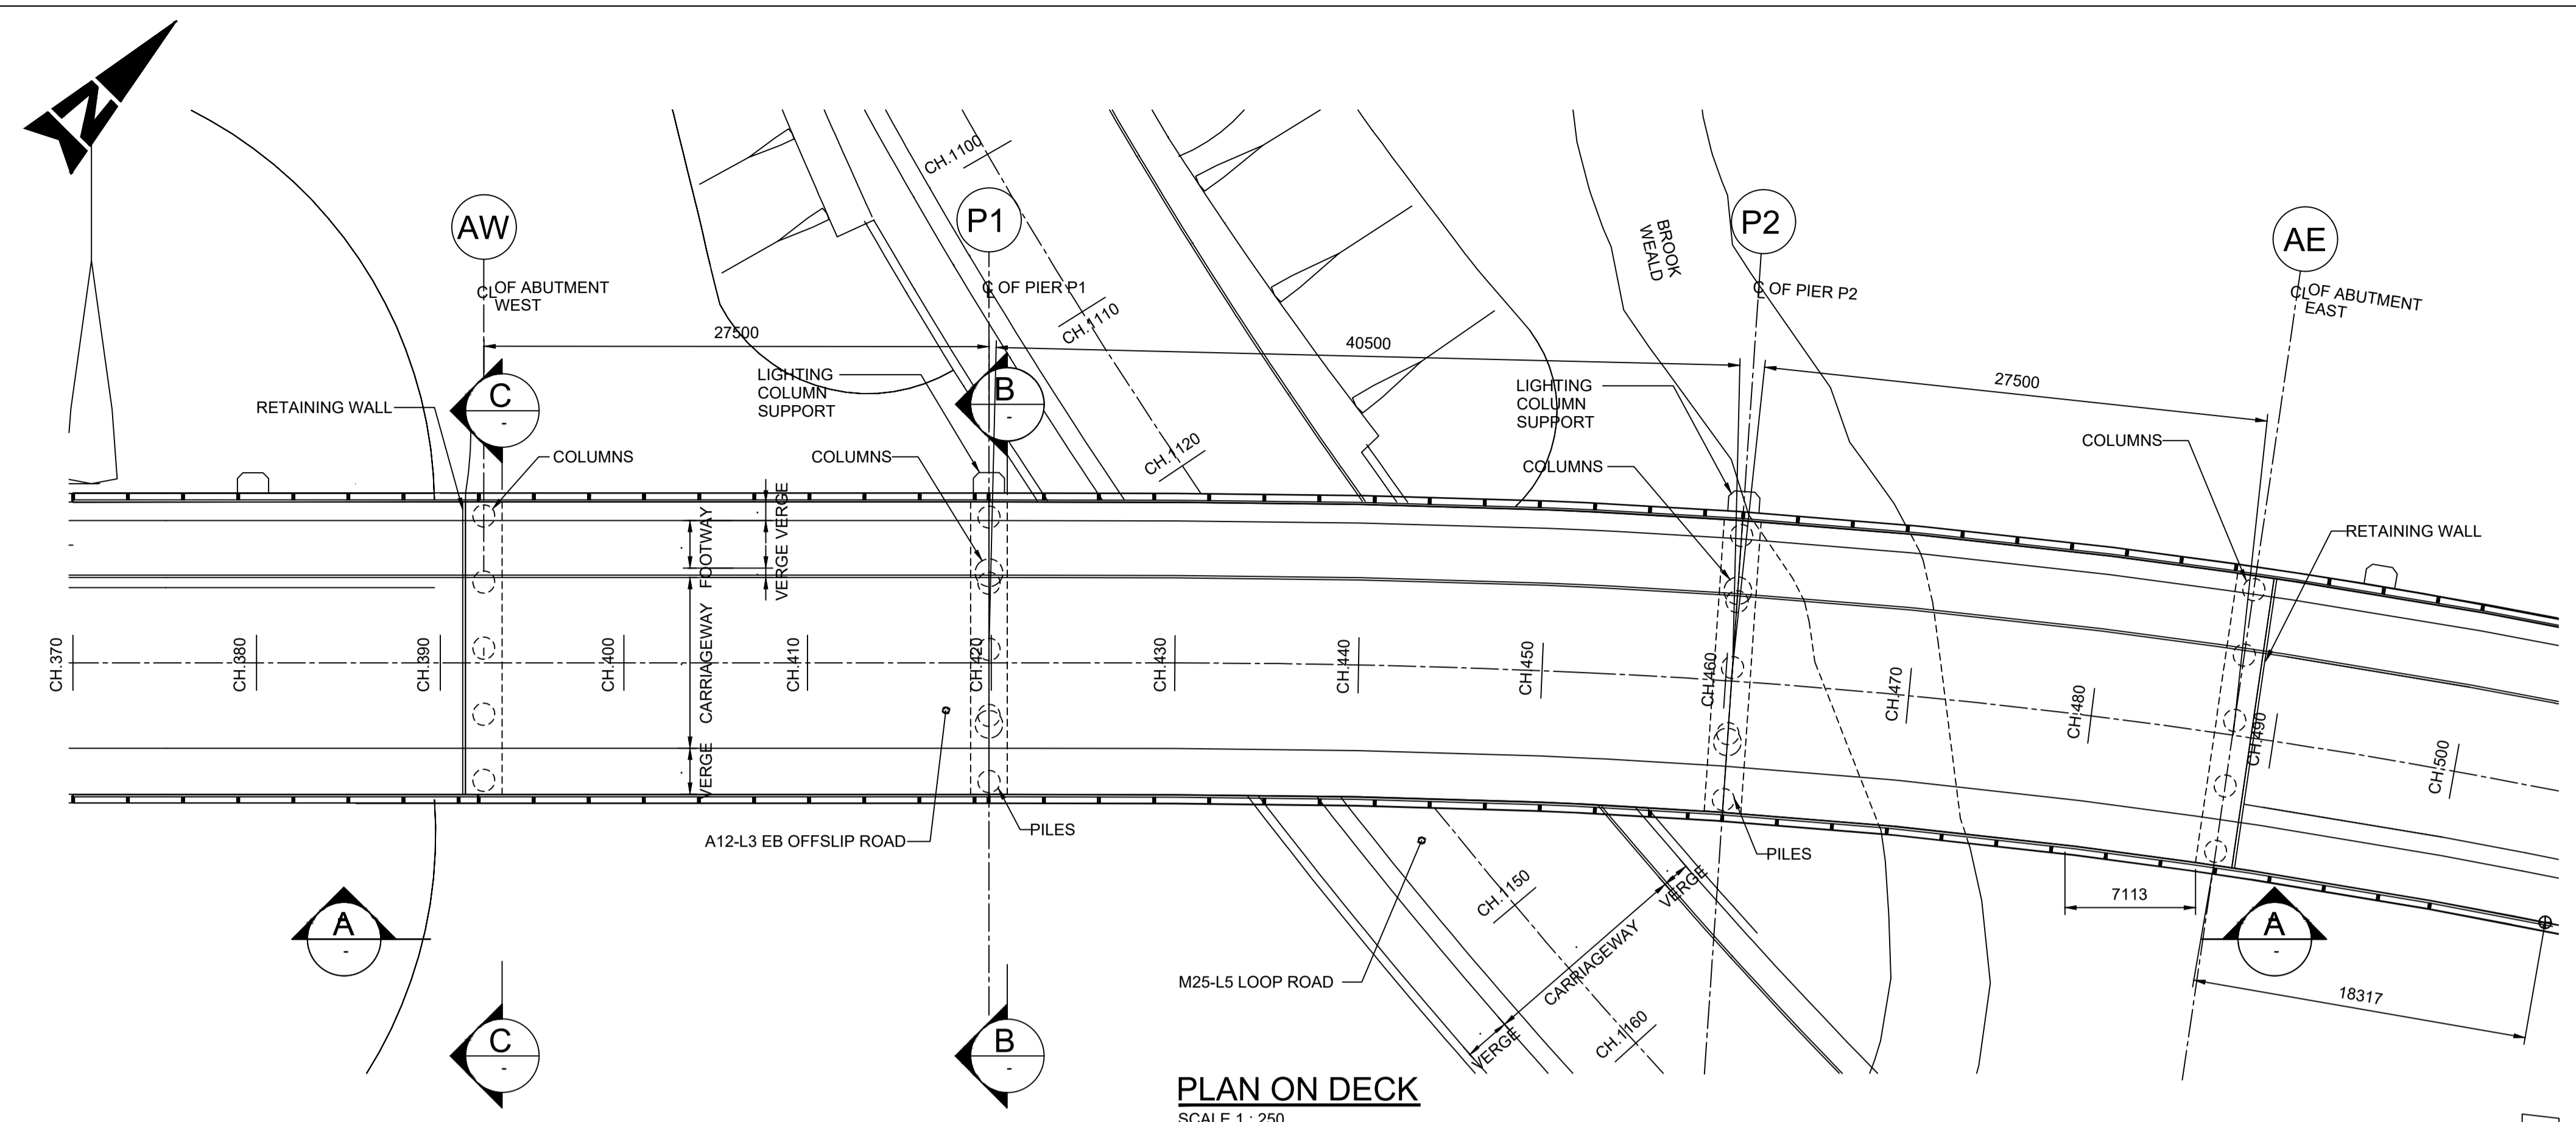 N
AW
P1
P2
AE
CH.1100
CL OF ABUTMENT
WEST
CL OF PIER P1
CH.1110
BROOK
WEALD
CL OF PIER P2
CL OF ABUTMENT
EAST
27500
40500
27500
C
-
B
-
LIGHTING
COLUMN
SUPPORT
LIGHTING
COLUMN
SUPPORT
RETAINING WALL
COLUMNS
COLUMNS
CH.1120
COLUMNS
COLUMNS
RETAINING WALL
FOOTWAY
VERGE
VERGE
CARRIAGEWAY
VERGE
CH.370
CH.380
CH.390
CH.400
CH.410
CH.420
CH.430
CH.440
CH.450
CH.460
CH.470
CH.480
CH.490
CH.500
A12-L3 EB OFFSLIP ROAD
PILES
PILES
7113
A
-
A
-
CH.1150
VERGE
CARRIAGEWAY
VERGE
M25-L5 LOOP ROAD
CH.1160
18317
C
-
B
-
PLAN ON DECK
SCALE 1 : 250